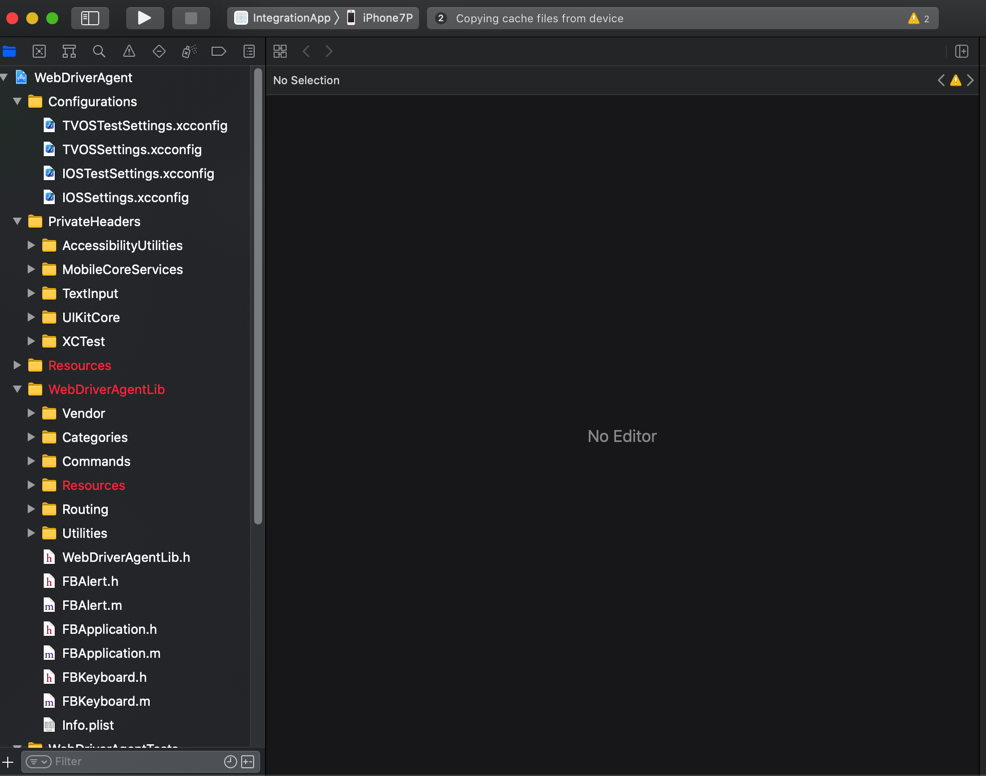 IntegrationApp
iPhone7P
2
Copying cache files from device
2
No Selection
WebDriverAgent
Configurations
TVOSTestSettings.xcconfig
TVOSSettings.xcconfig
IOSTestSettings.xcconfig
IOSSettings.xcconfig
PrivateHeaders
AccessibilityUtilities
MobileCoreServices
TextInput
UIKitCore
XCTest
Resources
WebDriverAgentLib
Vendor
Categories
Commands
Resources
Routing
Utilities
h WebDriverAgentLib.h
h FBAlert.h
m FBAlert.m
h FBApplication.h
m FBApplication.m
h FBKeyboard.h
m FBKeyboard.m
Info.plist
WebDriverAgentTests
Filter
No Editor